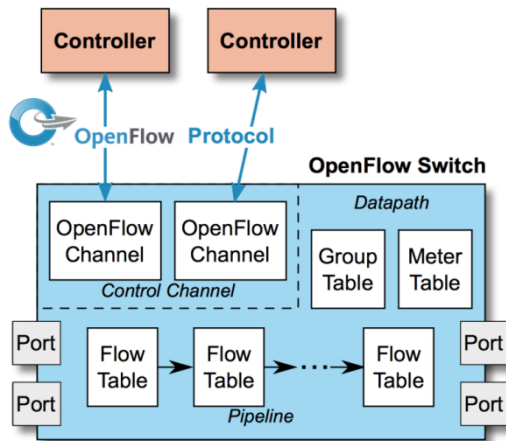 Controller
Controller
OpenFlow
Protocol
OpenFlow Switch
OpenFlow
Channel
OpenFlow
Channel
Control Channel
Datapath
Group
Table
Meter
Table
Port
Port
Flow
Table
Flow
Table
...
Flow
Table
Pipeline
Port
Port